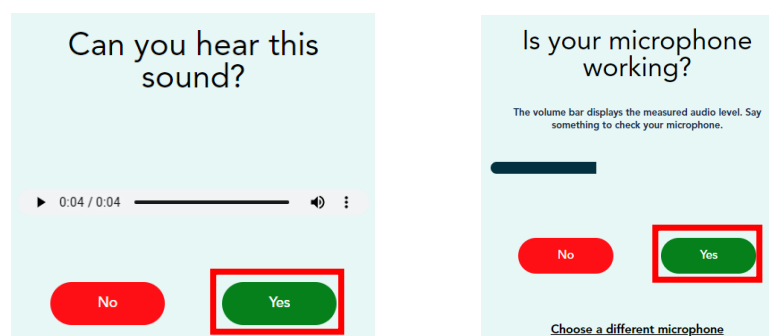 Can you hear this
sound?
0:04 / 0:04
No
Yes
Is your microphone
working?
The volume bar displays the measured audio level. Say
something to check your microphone.
No
Yes
Choose a different microphone